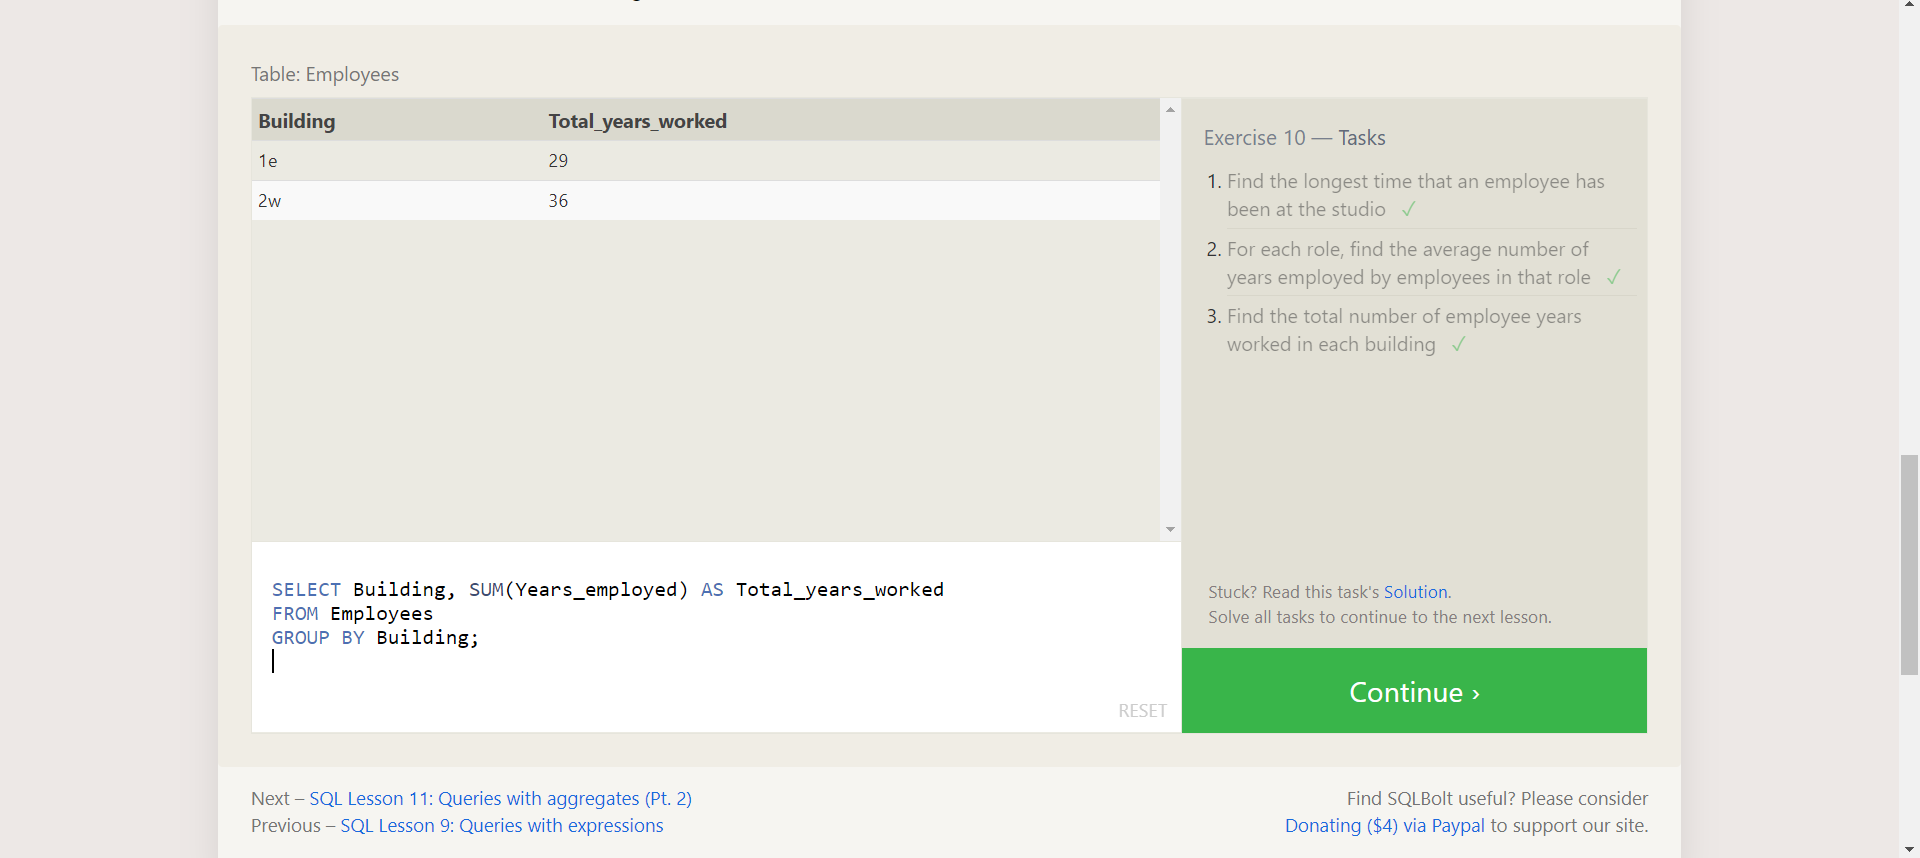 Table: Employees
Building Total_years_worked
1e 29
2w 36
SELECT Building, SUM(Years_employed) AS Total_years_worked
FROM Employees
GROUP BY Building;
RESET
Exercise 10 — Tasks
1. Find the longest time that an employee has
been at the studio ✓
2. For each role, find the average number of
years employed by employees in that role ✓
3. Find the total number of employee years
worked in each building ✓
Stuck? Read this task's Solution.
Solve all tasks to continue to the next lesson.
Continue ›
Next – SQL Lesson 11: Queries with aggregates (Pt. 2)
Previous – SQL Lesson 9: Queries with expressions
Find SQLBolt useful? Please consider
Donating ($4) via Paypal to support our site.